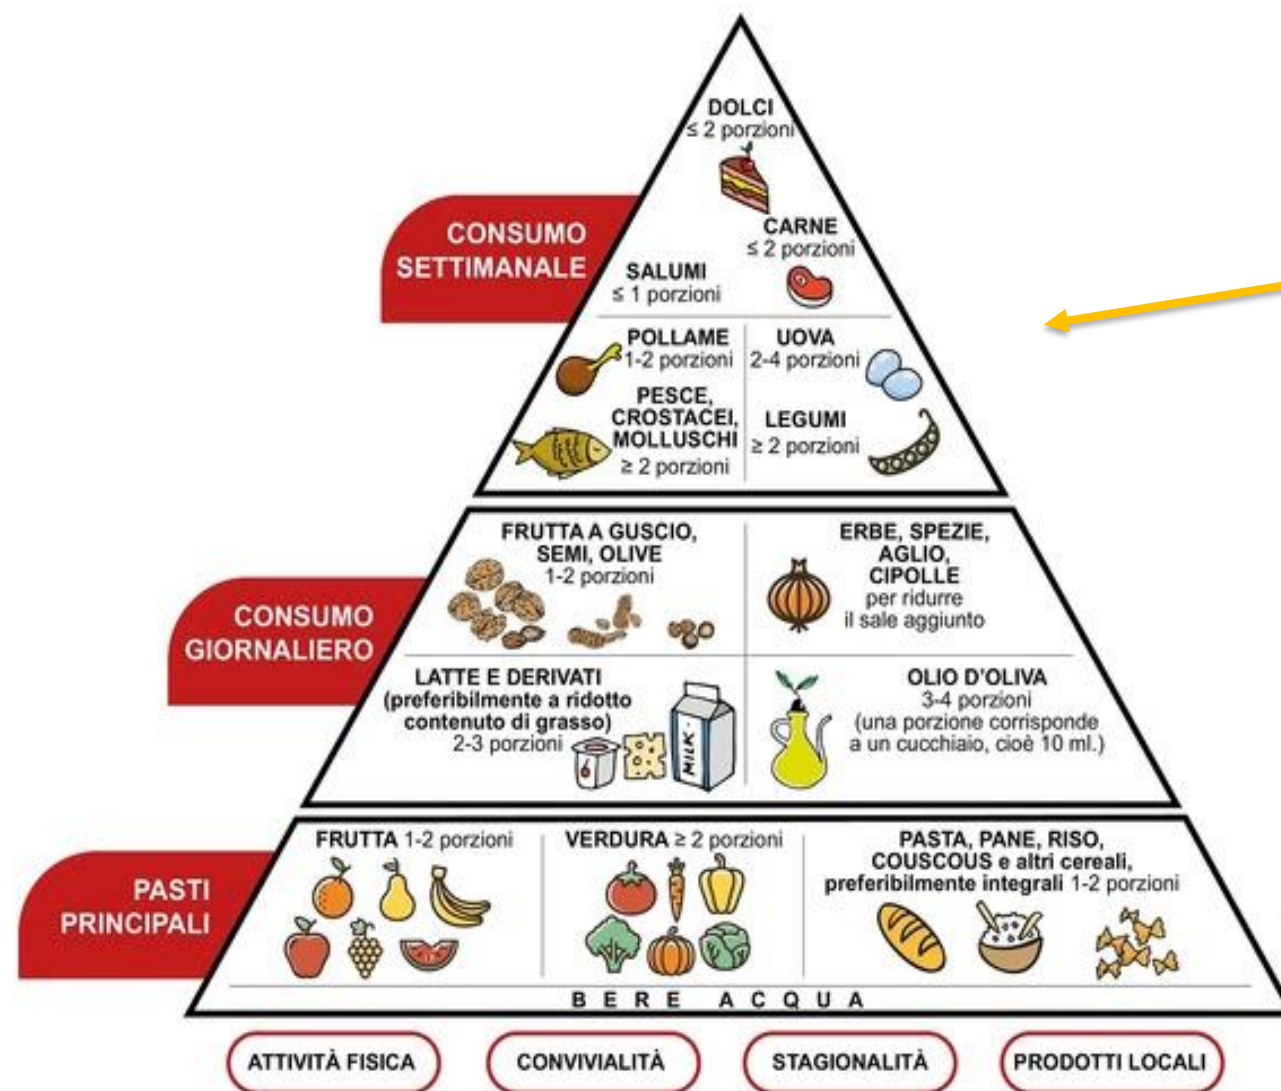 DOLCI
≤ 2 porzioni
CONSUMO
SETTIMANALE
CARNE
≤ 2 porzioni
SALUMI
≤ 1 porzioni
POLLAME
1-2 porzioni
UOVA
2-4 porzioni
PESCE,
CROSTACEI,
MOLLUSCHI
≥ 2 porzioni
LEGUMI
≥ 2 porzioni
CONSUMO
GIORNALIERO
FRUTTA A GUSCIO,
SEMI, OLIVE
1-2 porzioni
ERBE, SPEZIE,
AGLIO,
CIPOLLE
per ridurre
il sale aggiunto
LATTE E DERIVATI
(preferibilmente a ridotto
contenuto di grasso)
2-3 porzioni
MILK
OLIO D'OLIVA
3-4 porzioni
(una porzione corrisponde
a un cucchiaio, cioè 10 ml.)
PASTI
PRINCIPALI
FRUTTA 1-2 porzioni
VERDURA ≥ 2 porzioni
PASTA, PANE, RISO,
COUSCOUS e altri cereali,
preferibilmente integrali 1-2 porzioni
BERE ACQUA
ATTIVITÀ FISICA
CONVIVIALITÀ
STAGIONALITÀ
PRODOTTI LOCALI